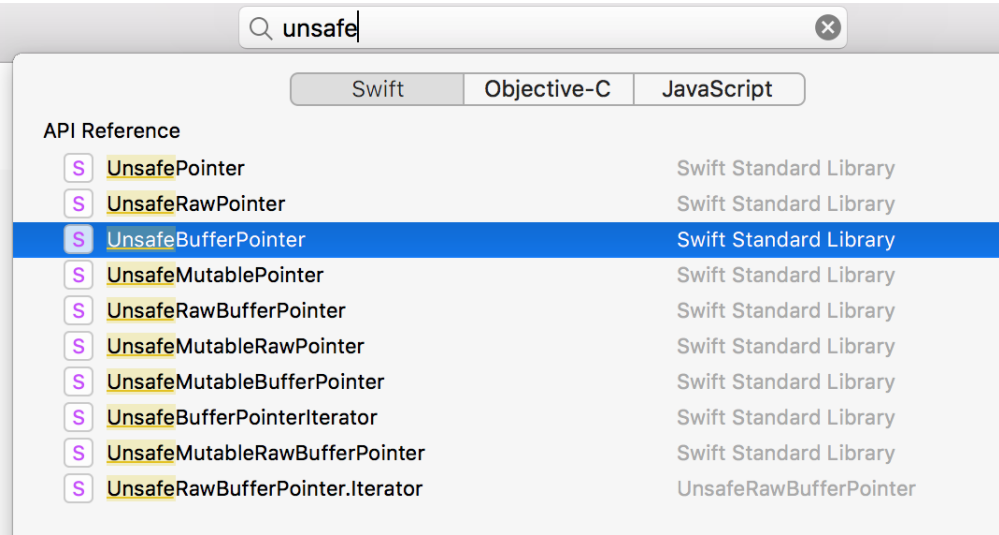 unsafe
Swift Objective-C JavaScript
API Reference
S UnsafePointer Swift Standard Library
S UnsafeRawPointer Swift Standard Library
S UnsafeBufferPointer Swift Standard Library
S UnsafeMutablePointer Swift Standard Library
S UnsafeRawBufferPointer Swift Standard Library
S UnsafeMutableRawPointer Swift Standard Library
S UnsafeMutableBufferPointer Swift Standard Library
S UnsafeBufferPointerIterator Swift Standard Library
S UnsafeMutableRawBufferPointer Swift Standard Library
S UnsafeRawBufferPointer.Iterator UnsafeRawBufferPointer